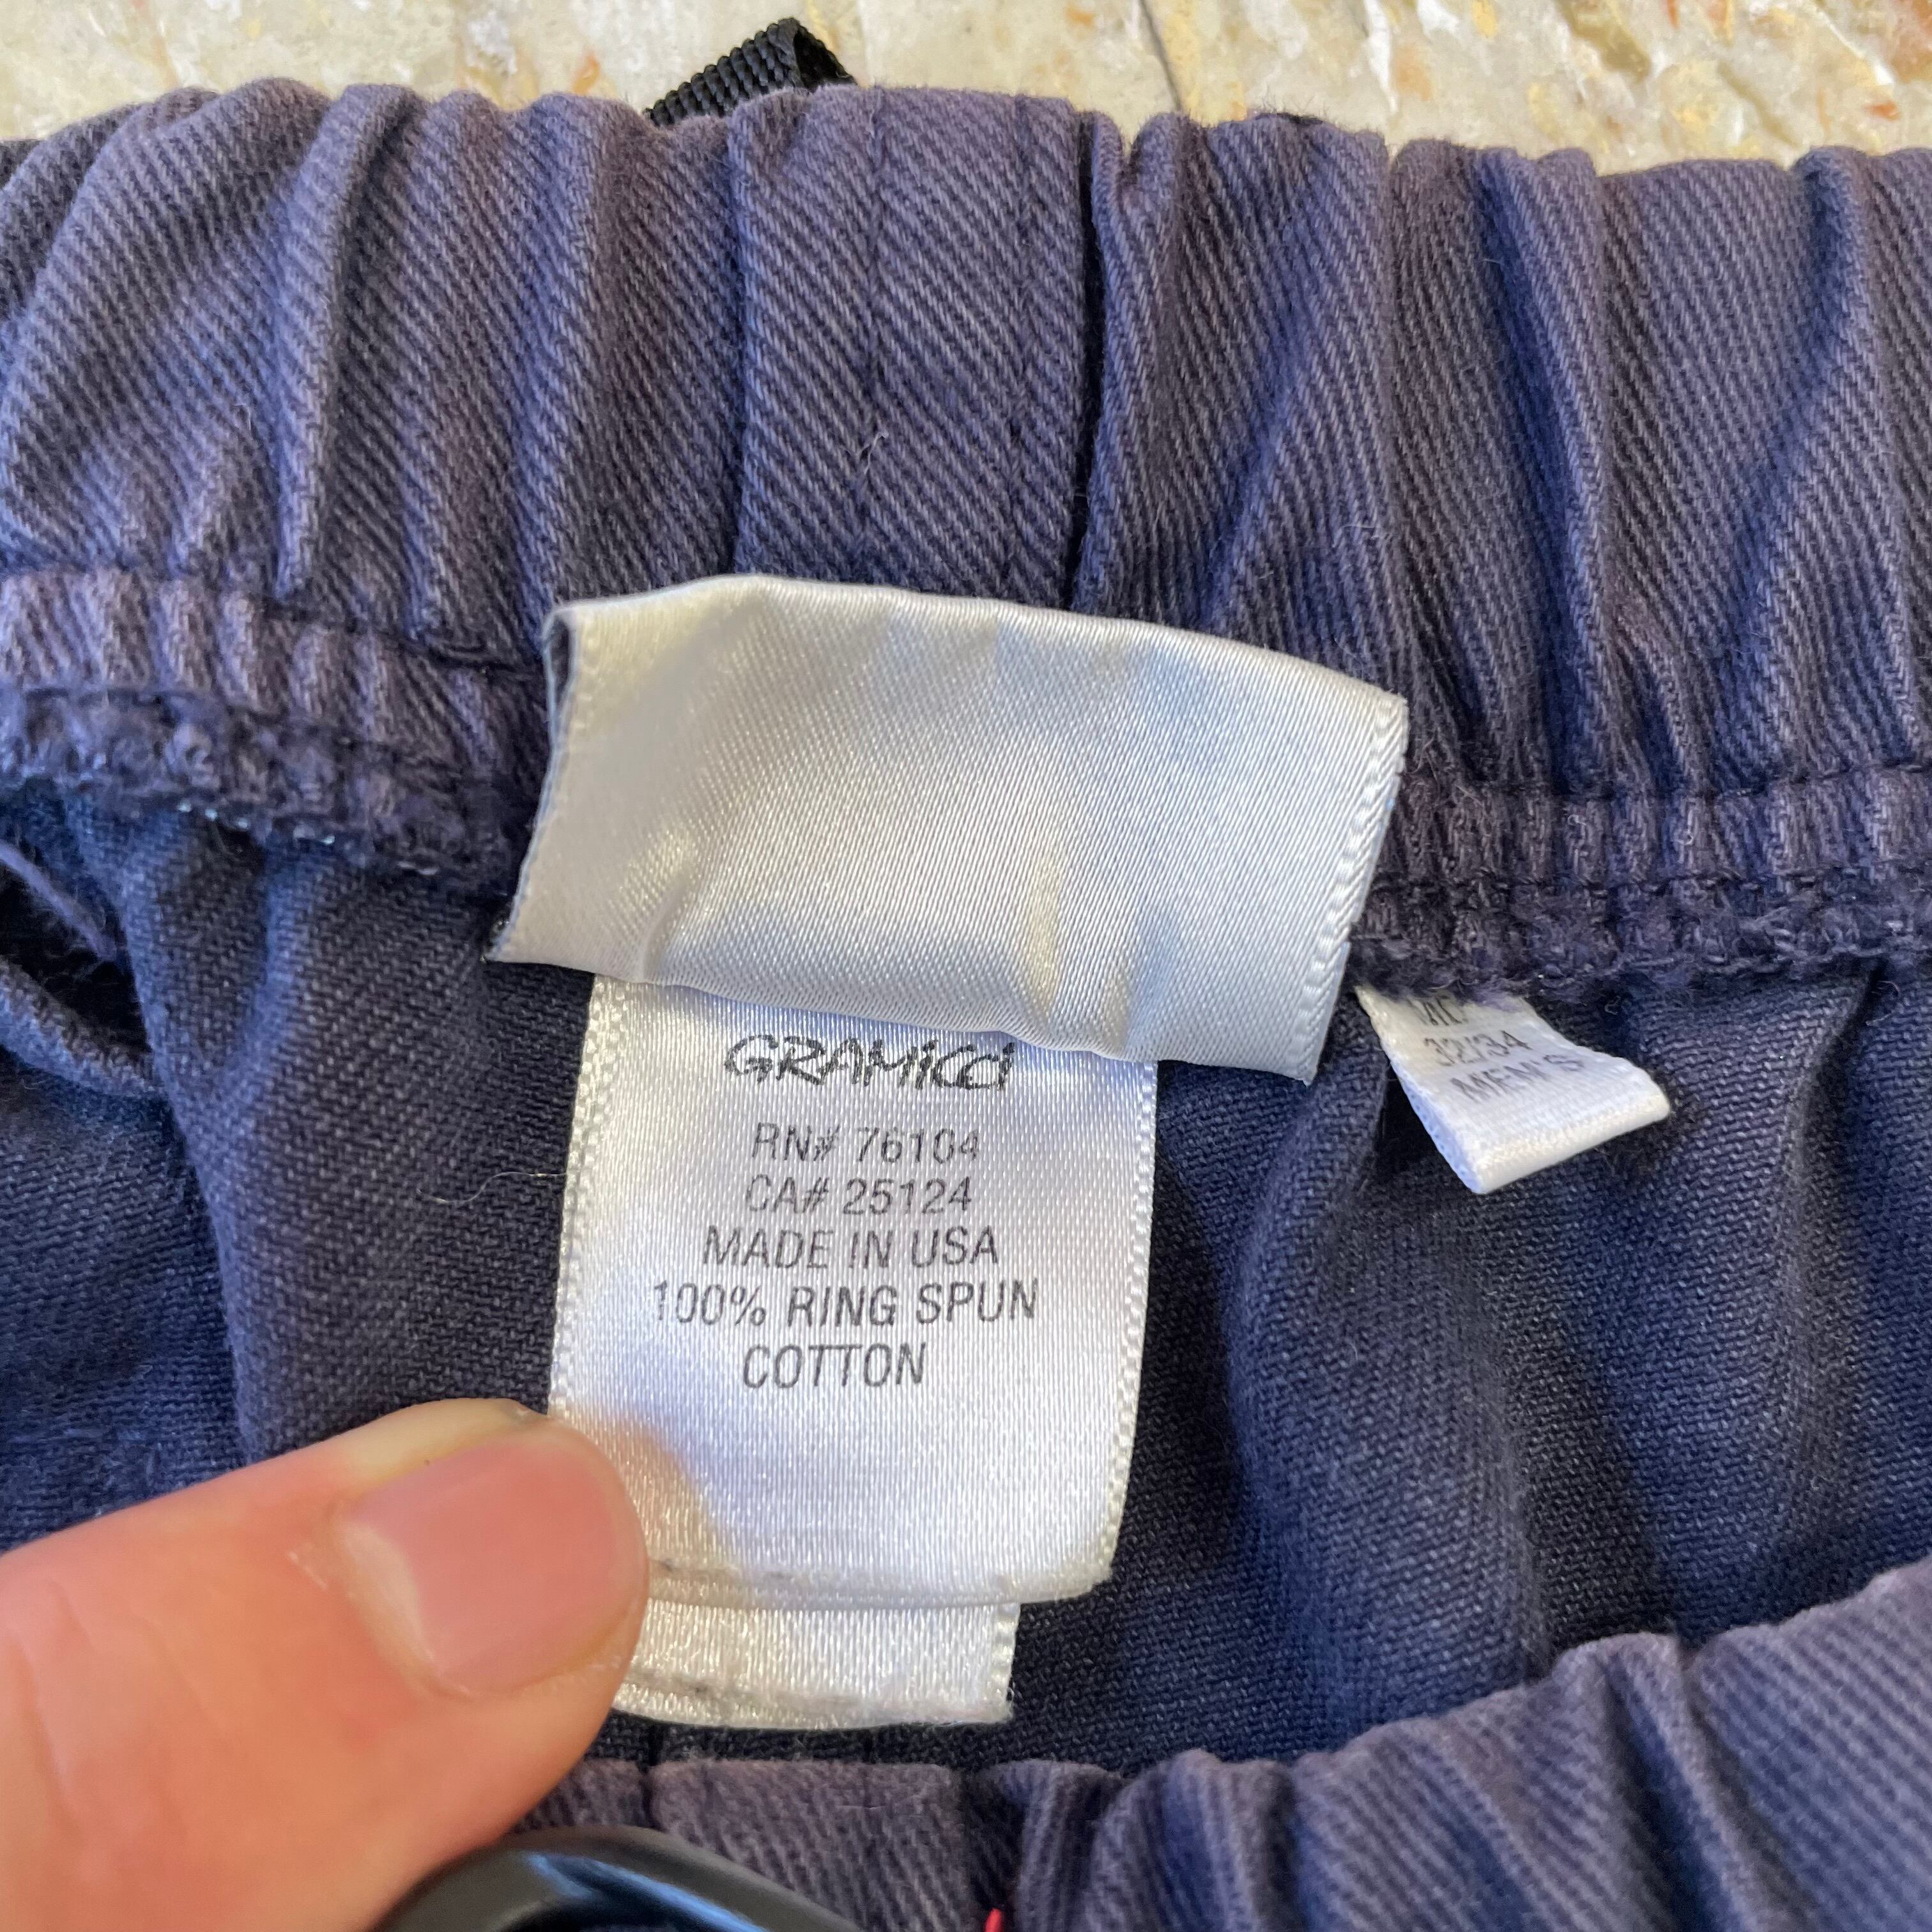 GRAMiCCi
RN# 76104
CA# 25124
MADE IN USA
100% RING SPUN
COTTON
32/34
MEN'S